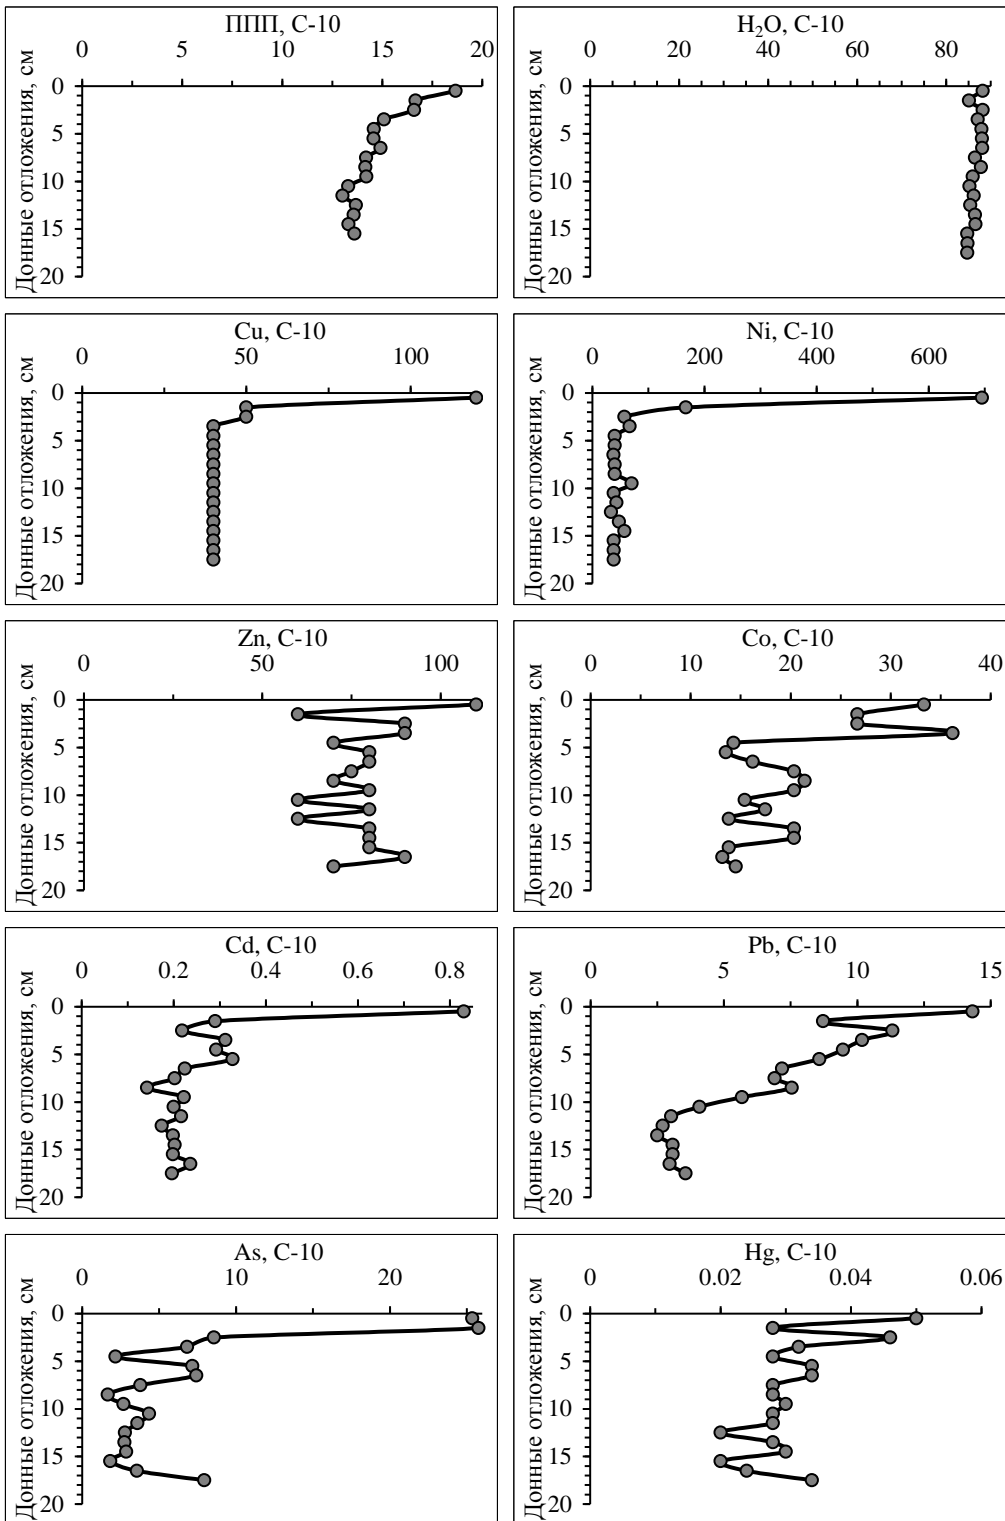 ППП, С-10
0 5 10 15 20
Донные отложения, см
0
5
10
15
20
H₂O, С-10
0 20 40 60 80
Донные отложения, см
0
5
10
15
20
Cu, С-10
0 50 100
Донные отложения, см
0
5
10
15
20
Ni, С-10
0 200 400 600
Донные отложения, см
0
5
10
15
20
Zn, С-10
0 50 100
Донные отложения, см
0
5
10
15
20
Co, С-10
0 10 20 30 40
Донные отложения, см
0
5
10
15
20
Cd, С-10
0 0.2 0.4 0.6 0.8
Донные отложения, см
0
5
10
15
20
Pb, С-10
0 5 10 15
Донные отложения, см
0
5
10
15
20
As, С-10
0 10 20
Донные отложения, см
0
5
10
15
20
Hg, С-10
0 0.02 0.04 0.06
Донные отложения, см
0
5
10
15
20